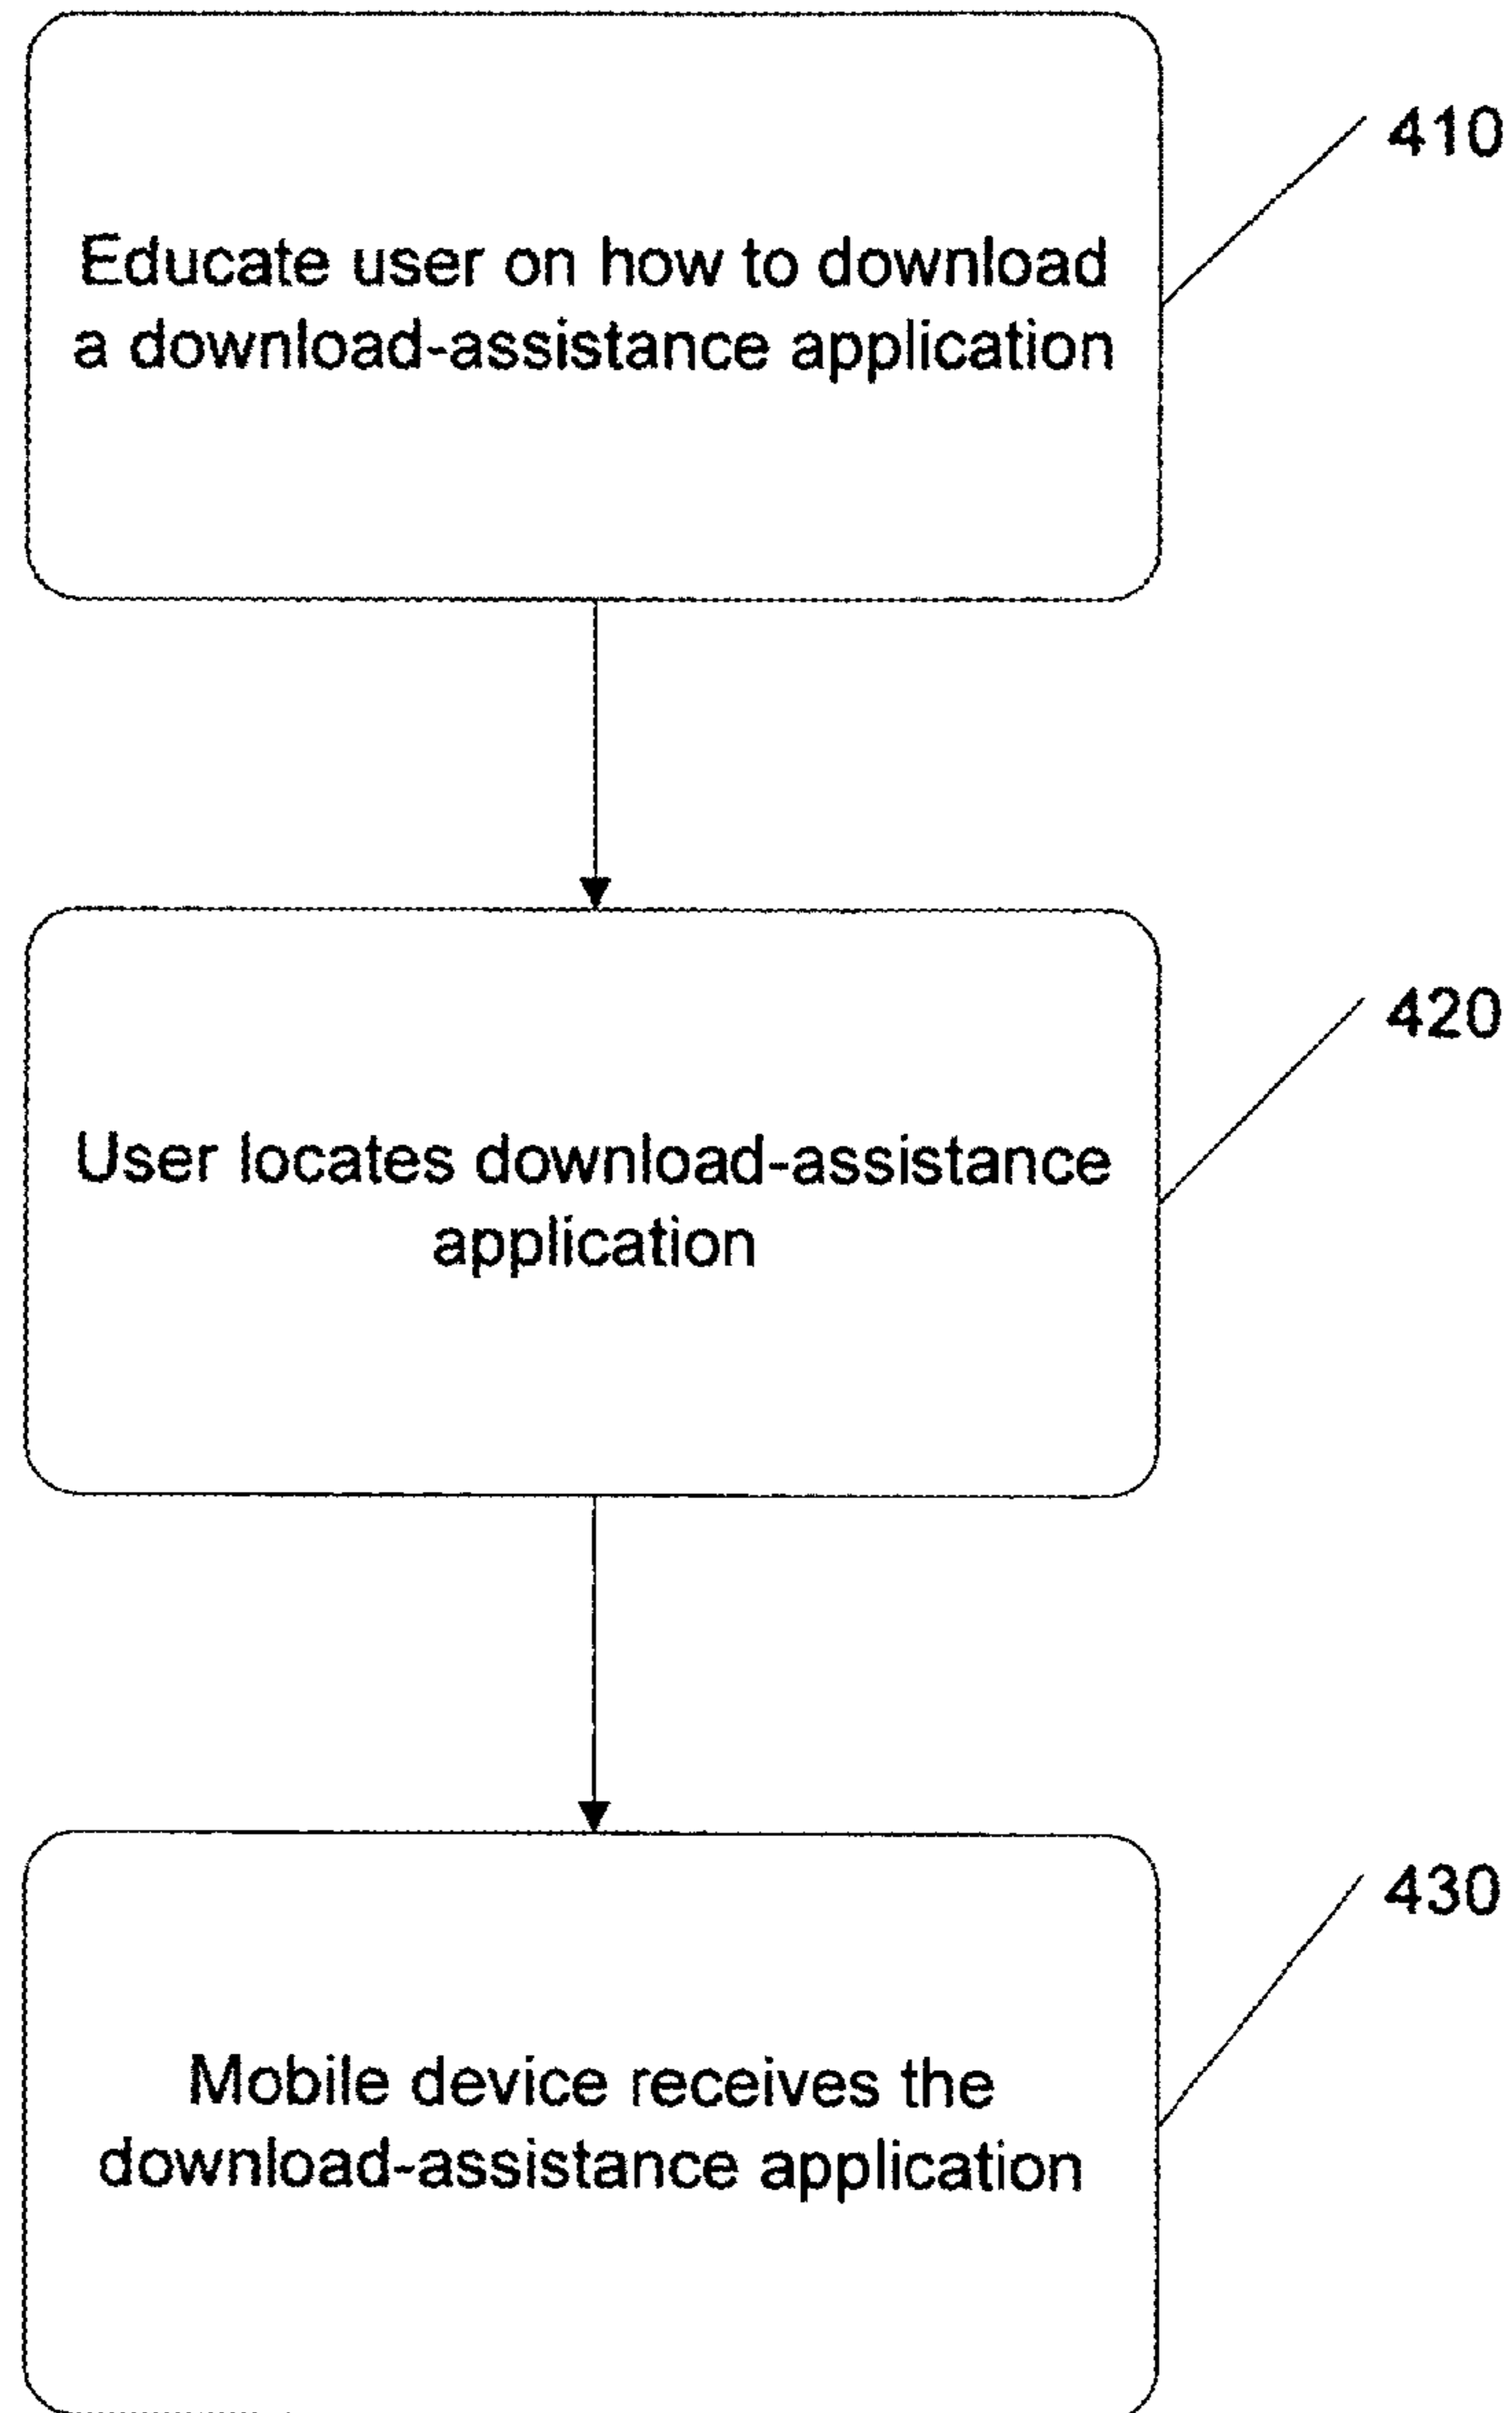 410
Educate user on how to download
a download-assistance application
420
User locates download-assistance
application
430
Mobile device receives the
download-assistance application